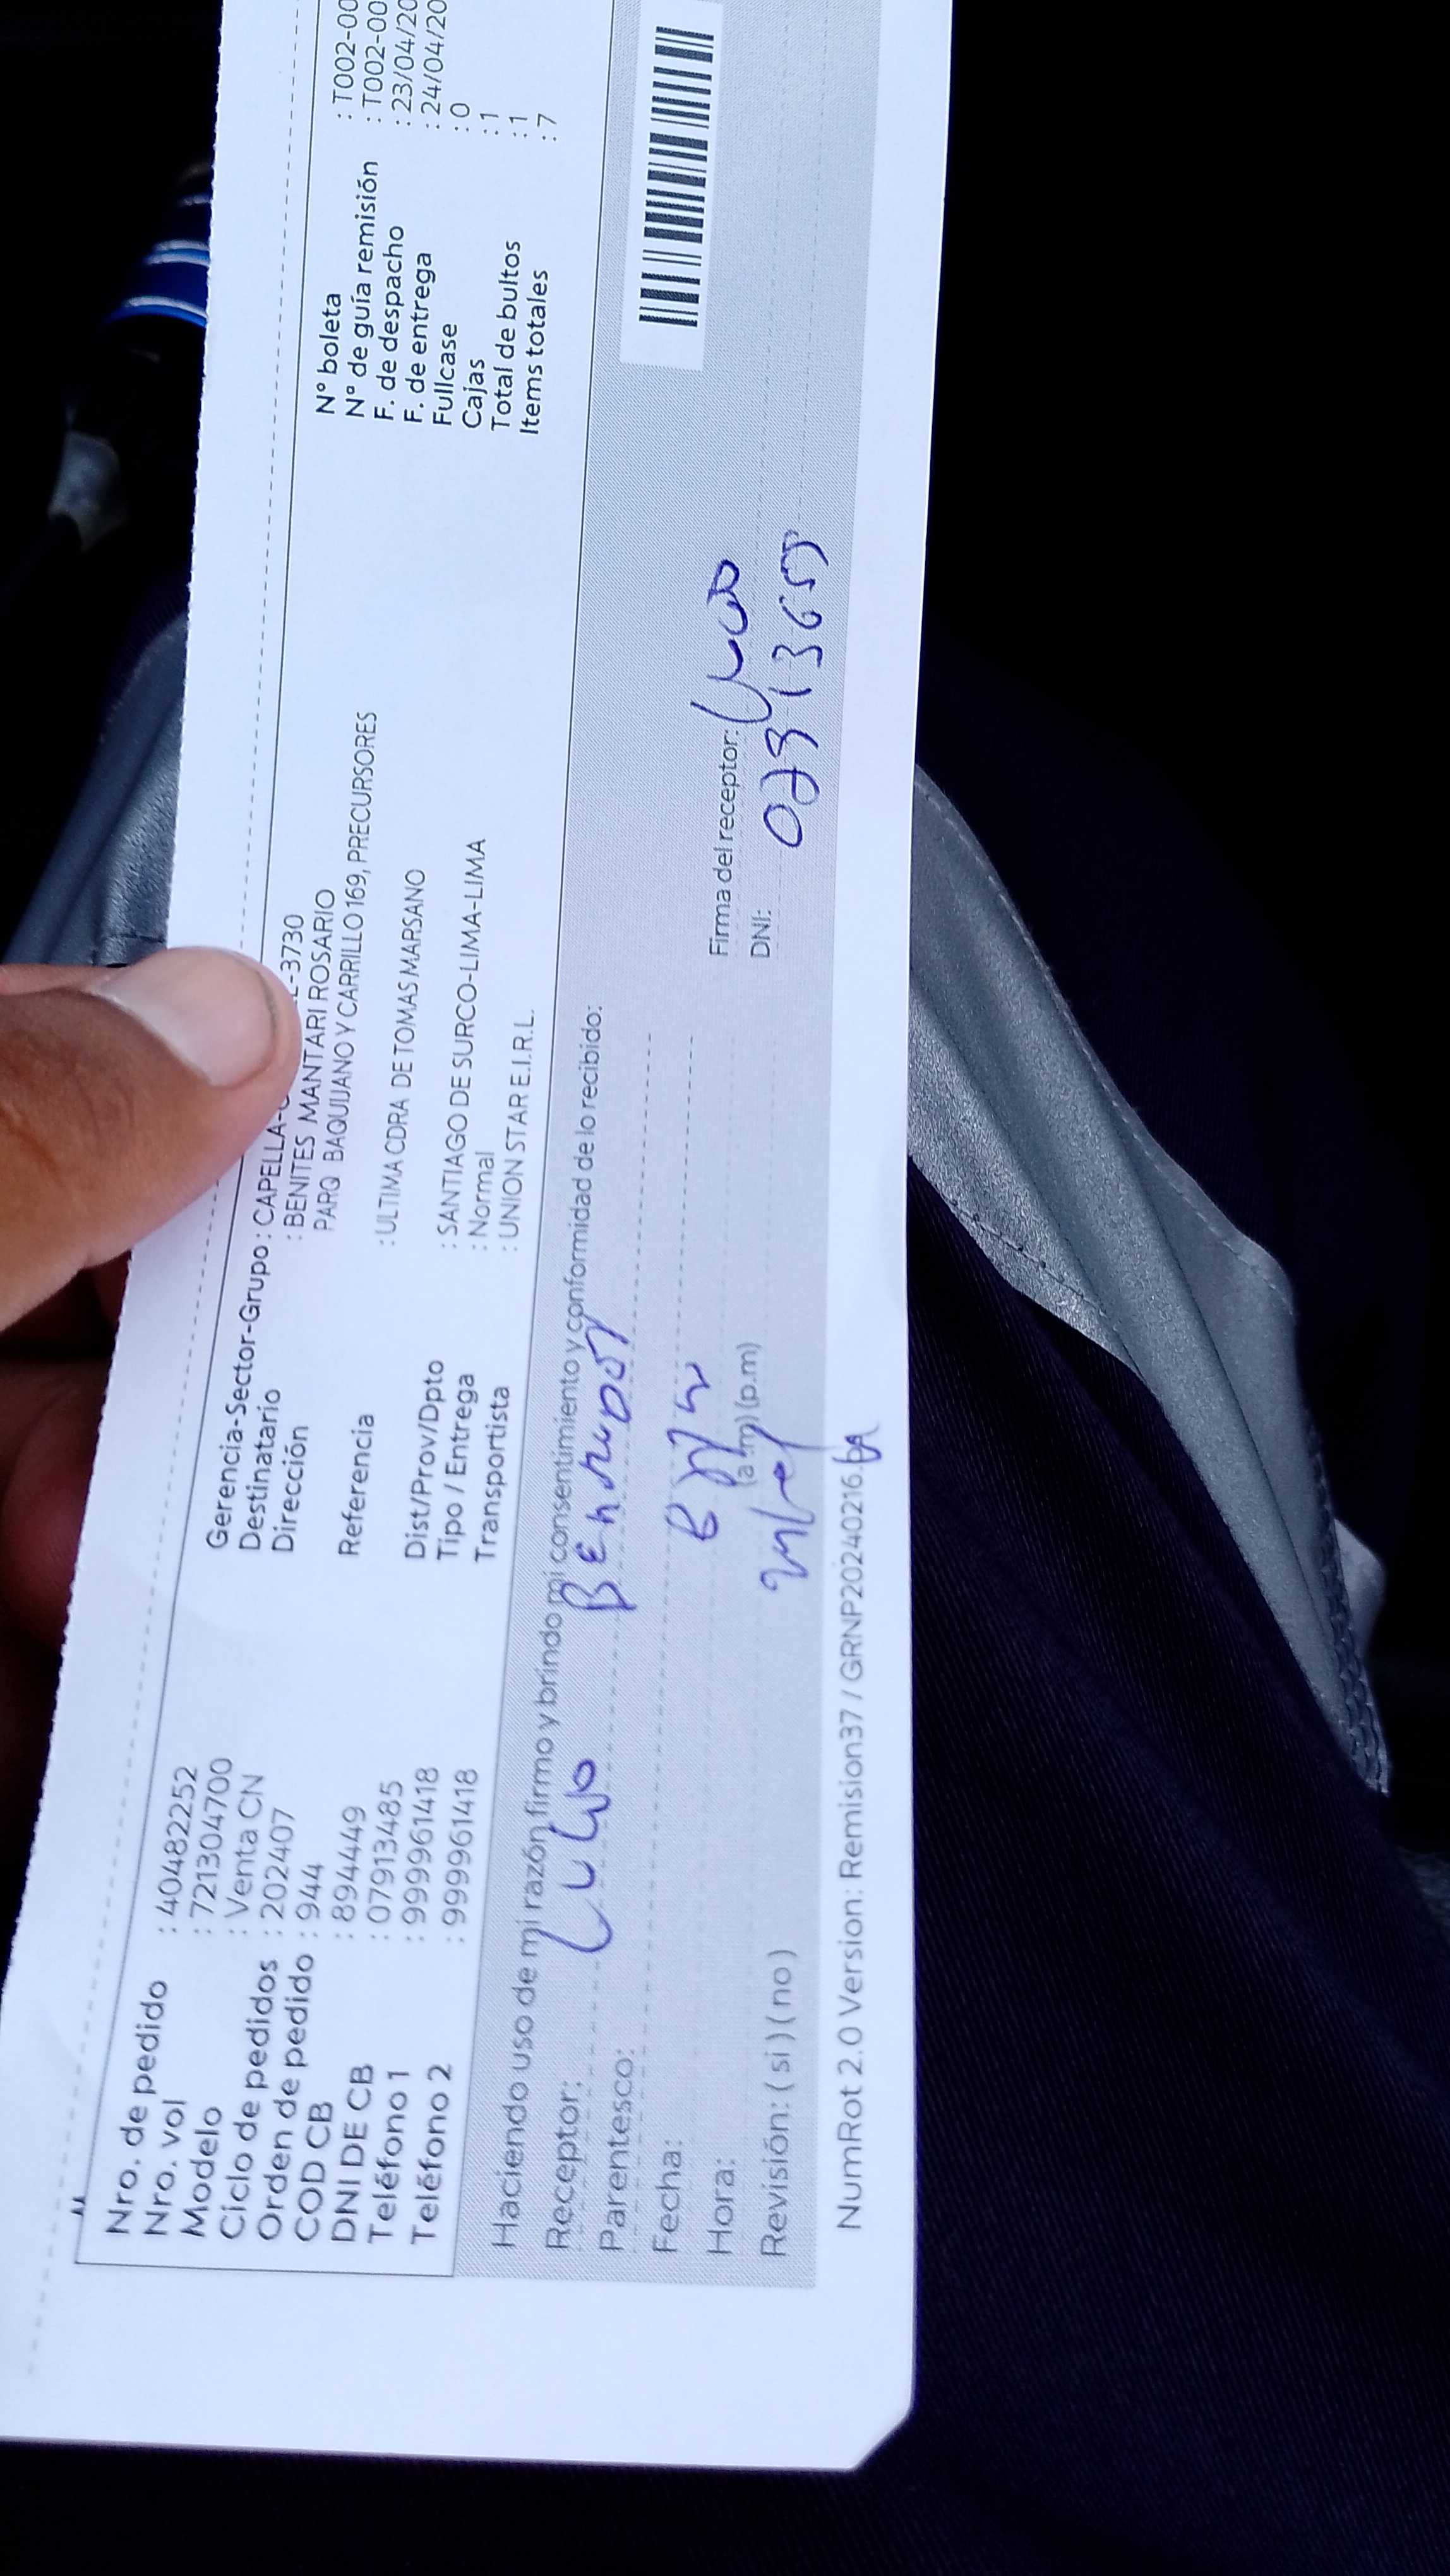 Nro. de pedido : 40482252
Nro. vol : 721304700
Modelo : Venta CN
Ciclo de pedidos : 202407
Orden de pedido : 944
COD CB : 894449
DNI DE CB : 07913485
Teléfono 1 : 999961418
Teléfono 2 : 999961418
Gerencia-Sector-Grupo : CAPELLA- -3730
Destinatario : BENITES MANTARI ROSARIO
Dirección PARQ BAQUIJANO Y CARRILLO 169, PRECURSORES
Referencia : ULTIMA CDRA DE TOMAS MARSANO
Dist/Prov/Dpto : SANTIAGO DE SURCO-LIMA-LIMA
Tipo / Entrega : Normal
Transportista : UNION STAR E.I.R.L.
N° boleta : T002-00
N° de guía remisión : T002-00
F. de despacho : 23/04/20
F. de entrega : 24/04/20
Fullcase : 0
Cajas : 1
Total de bultos : 1
Items totales : 7
Haciendo uso de mi razón firmo y brindo mi consentimiento y conformidad de lo recibido:
Receptor:
Parentesco:
Fecha:
Hora: (a.m) (p.m)
Revisión: ( si ) ( no )
Firma del receptor:
DNI:
NumRot 2.0 Version: Remision37 / GRNP20240216.